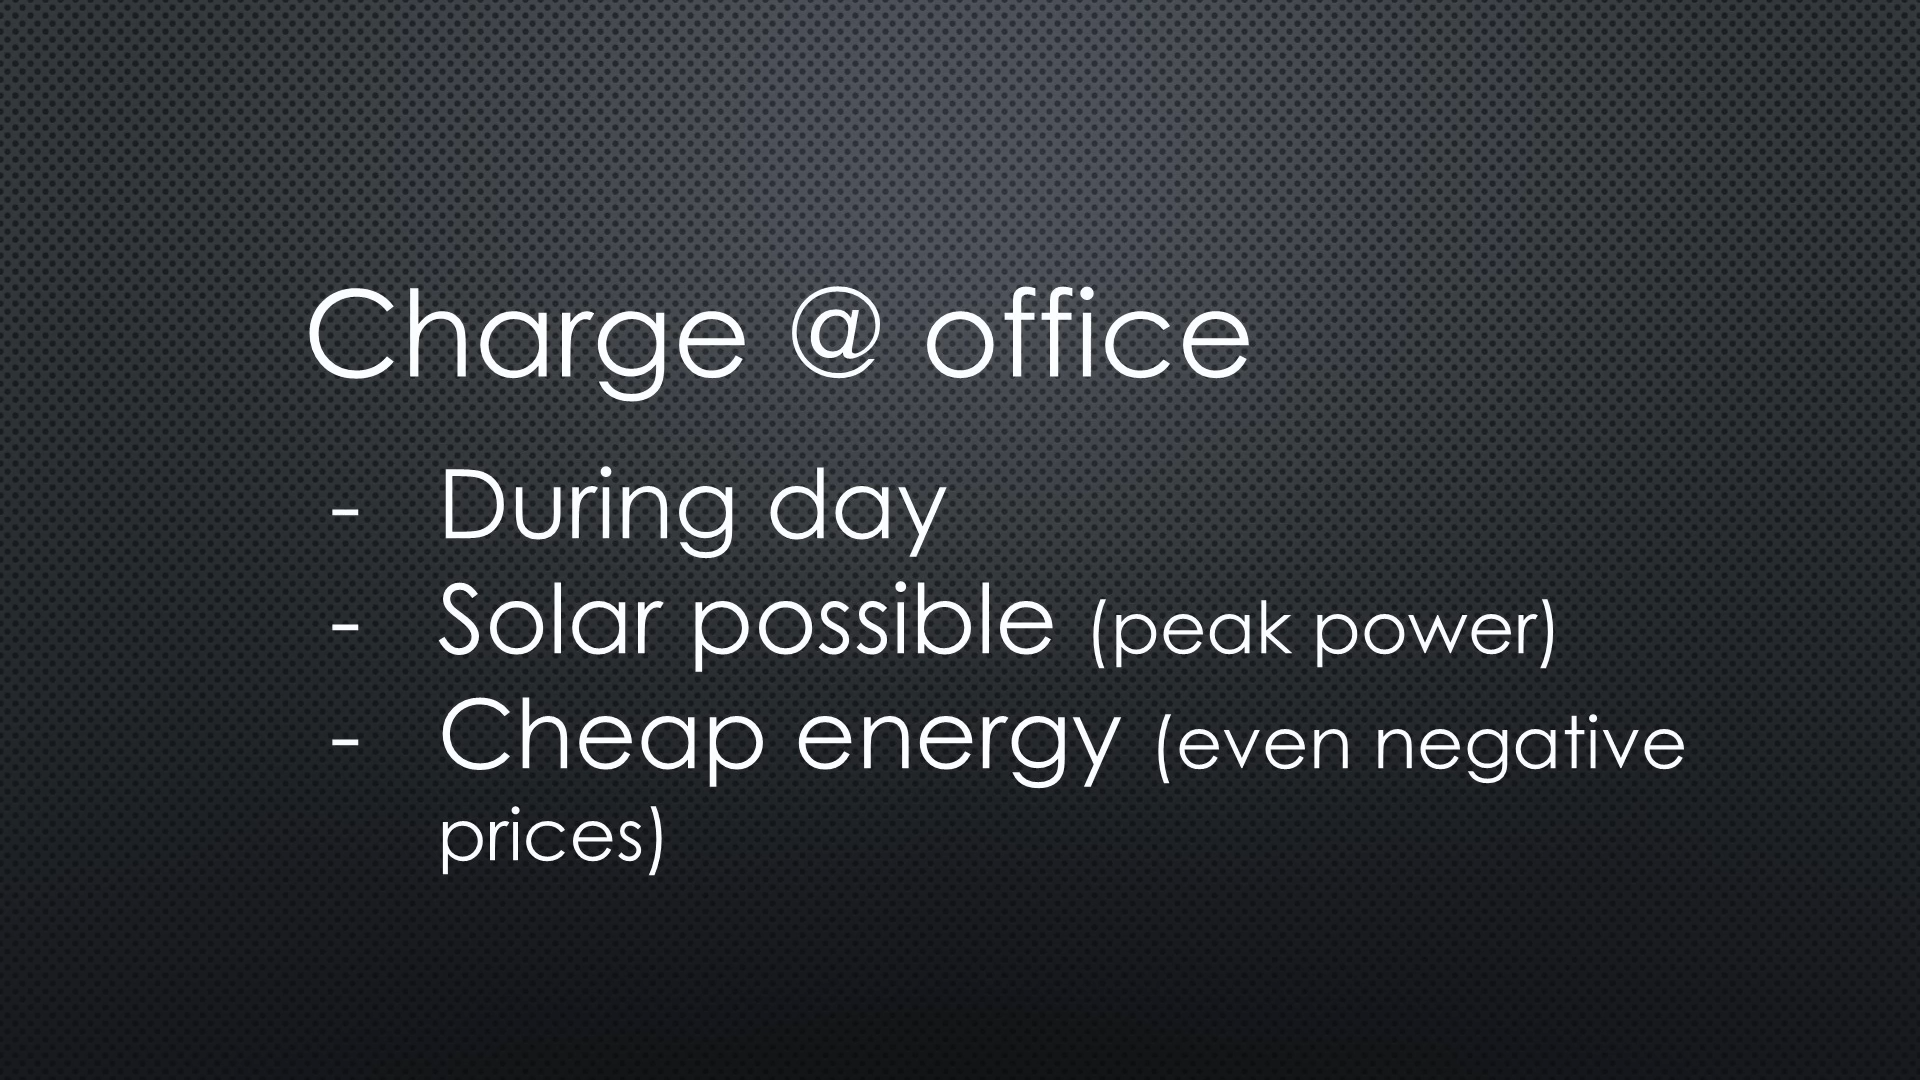 Charge @ office
- During day
- Solar possible (peak power)
- Cheap energy (even negative
prices)